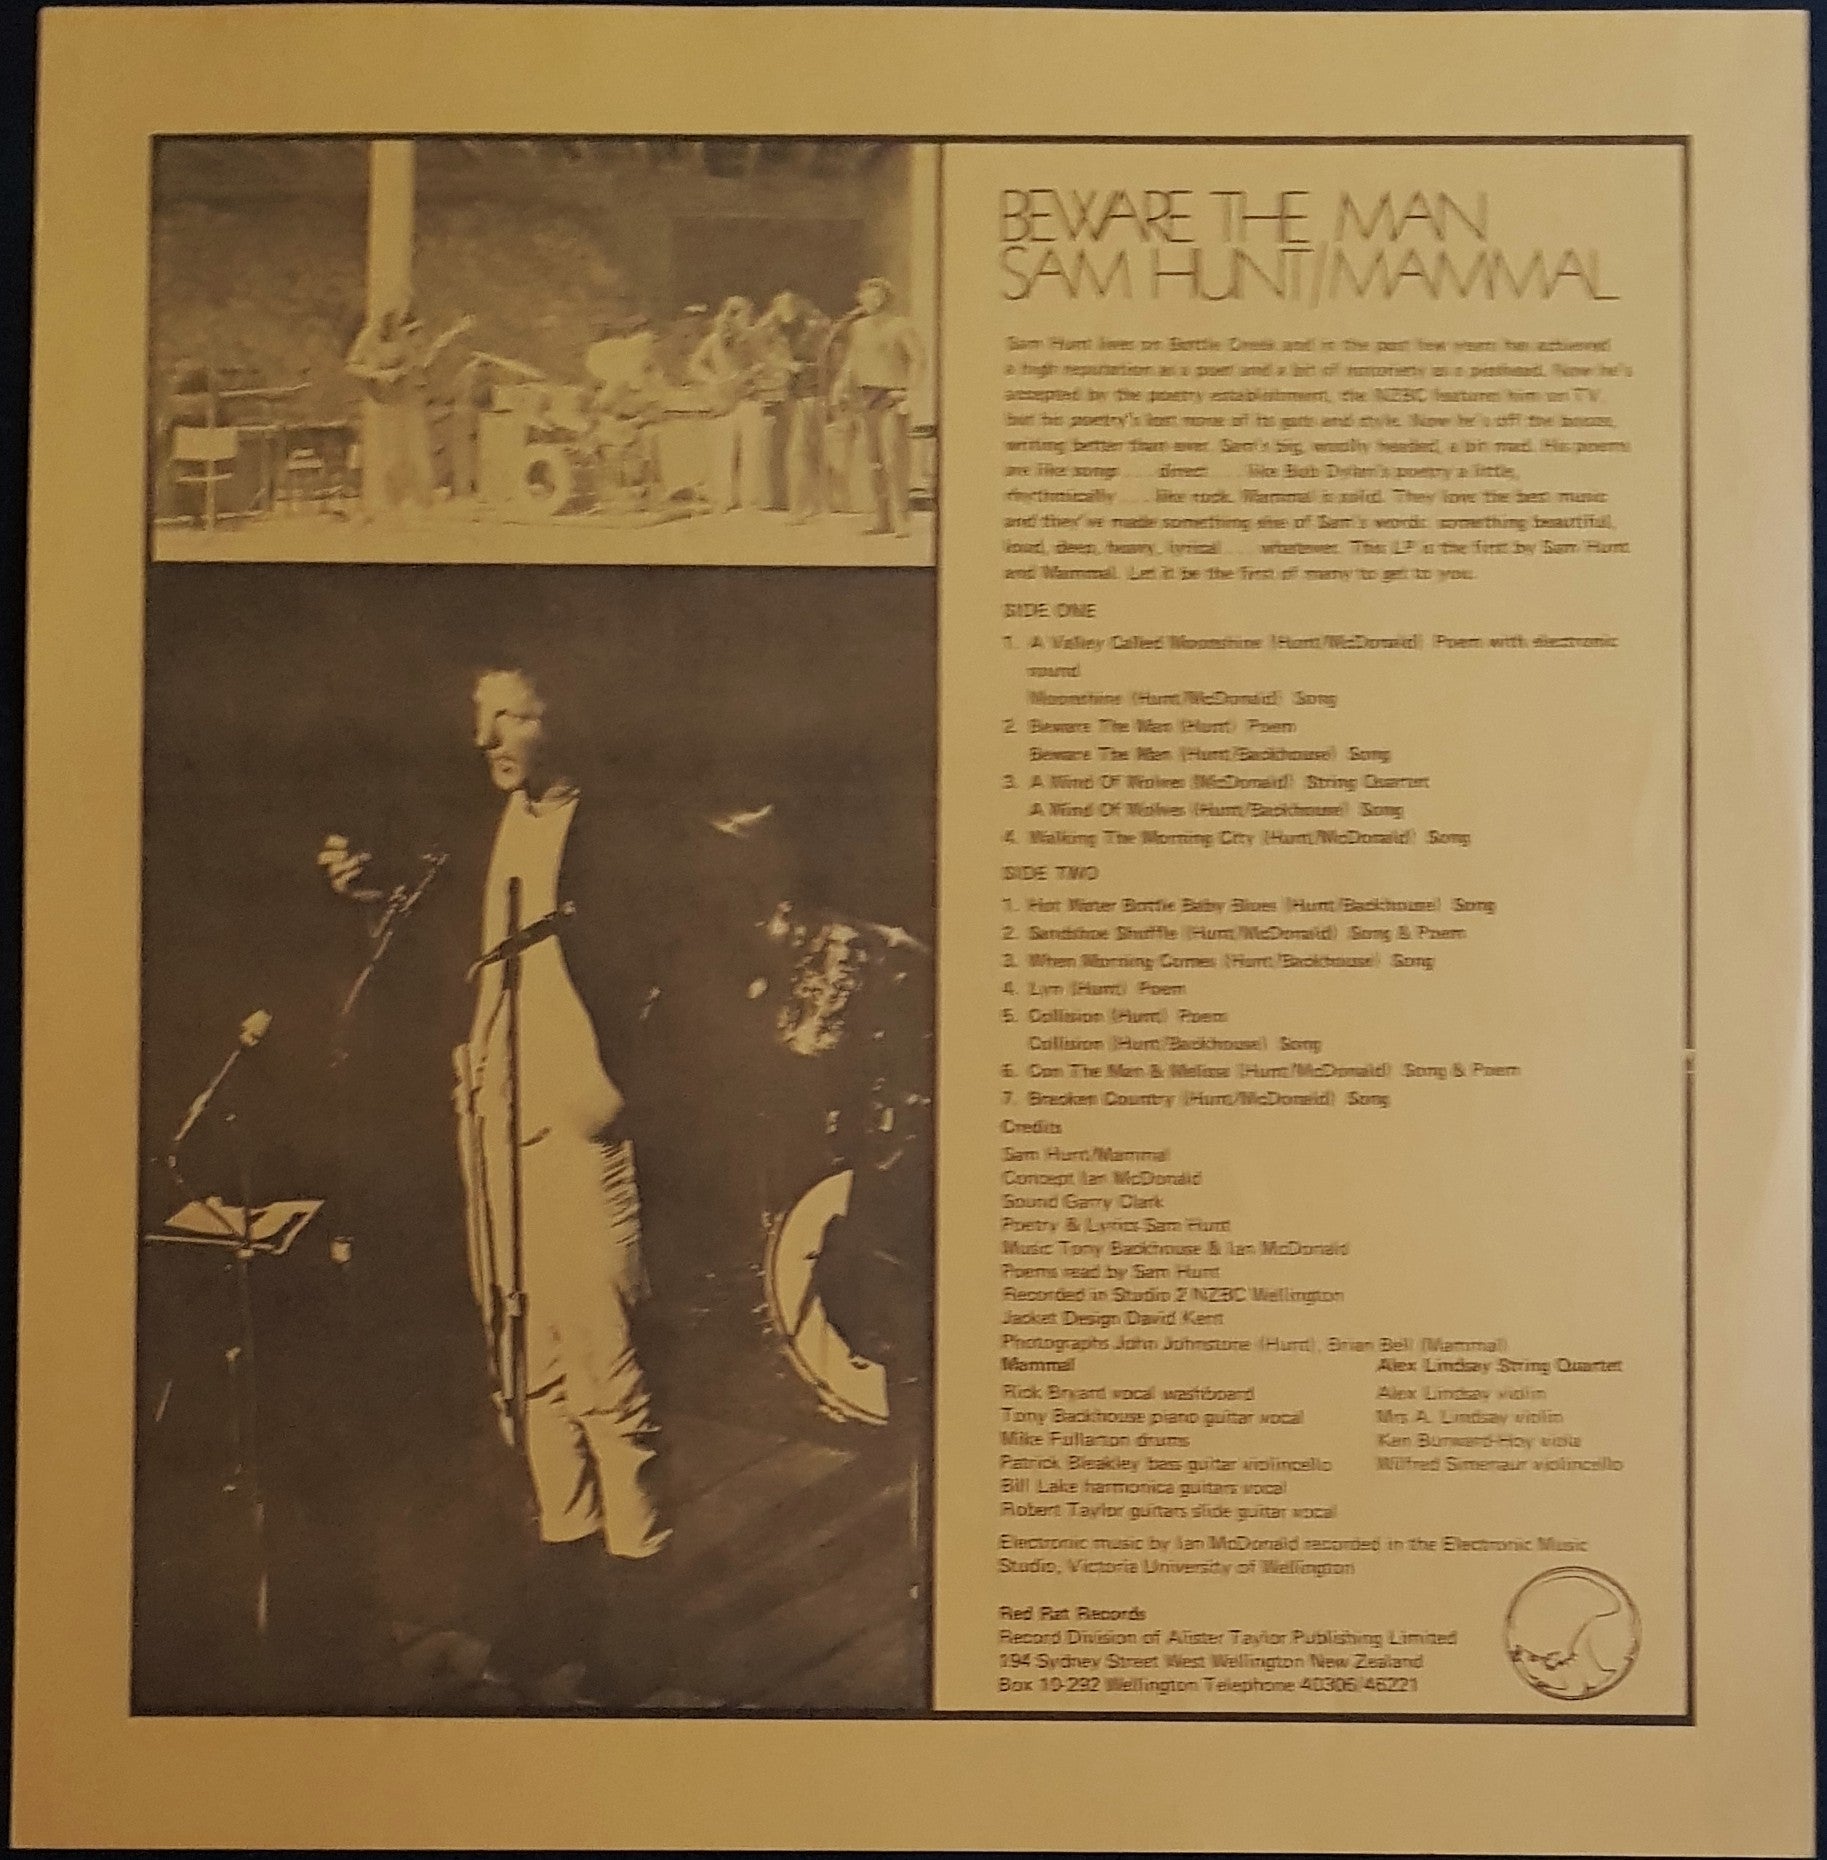 BEWARE THE MAN
SAM HUNT/MAMMAL
Sam Hunt lives on Bottle Creek and in the past few years has achieved
a high reputation as a poet and a bit of notoriety as a pisshead. Now he's
accepted by the poetry establishment, the NZBC features him on TV,
but his poetry's lost none of its guts and style. Now he's off the booze,
writing better than ever. Sam's big, woolly headed, a bit mad. His poems
are like songs . . . direct . . . like Bob Dylan's poetry a little,
rhythmically . . . like rock. Mammal is solid. They love the best music
and they've made something else of Sam's words: something beautiful,
loud, deep, heavy, lyrical . . . whatever. This LP is the first by Sam Hunt
and Mammal. Let it be the first of many to get to you.
SIDE ONE
1. A Valley Called Moonshine (Hunt/McDonald) Poem with electronic
sound
Moonshine (Hunt/McDonald) Song
2. Beware The Man (Hunt) Poem
Beware The Man (Hunt/Backhouse) Song
3. A Wind Of Wolves (McDonald) String Quartet
A Wind Of Wolves (Hunt/Backhouse) Song
4. Walking The Morning City (Hunt/McDonald) Song
SIDE TWO
1. Hot Water Bottle Baby Blues (Hunt/Backhouse) Song
2. Sandshoe Shuffle (Hunt/McDonald) Song & Poem
3. When Morning Comes (Hunt/Backhouse) Song
4. Lyn (Hunt) Poem
5. Collision (Hunt) Poem
Collision (Hunt/Backhouse) Song
6. Con The Man & Melissa (Hunt/McDonald) Song & Poem
7. Bracken Country (Hunt/McDonald) Song
Credits
Sam Hunt/Mammal
Concept Ian McDonald
Sound Garry Clark
Poetry & Lyrics Sam Hunt
Music Tony Backhouse & Ian McDonald
Poems read by Sam Hunt
Recorded in Studio 2 NZBC Wellington
Jacket Design David Kent
Photographs John Johnstone (Hunt), Brian Bell (Mammal)
Mammal
Rick Bryant vocal washboard
Tony Backhouse piano guitar vocal
Mike Fullarton drums
Patrick Bleakley bass guitar violincello
Bill Lake harmonica guitars vocal
Robert Taylor guitars slide guitar vocal
Alex Lindsay String Quartet
Alex Lindsay violin
Mrs A. Lindsay violin
Ken Burward-Hoy viola
Wilfred Simenaur violincello
Electronic music by Ian McDonald recorded in the Electronic Music
Studio, Victoria University of Wellington
Red Rat Records
Record Division of Alister Taylor Publishing Limited
194 Sydney Street West Wellington New Zealand
Box 10-292 Wellington Telephone 40305/46221